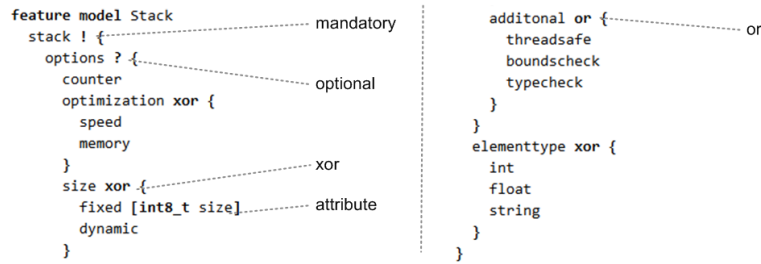 feature model Stack
stack ! {
mandatory
options ? {
optional
counter
optimization xor {
speed
memory
}
size xor {
xor
fixed [int8_t size]
attribute
dynamic
}
additonal or {
or
threadsafe
boundscheck
typecheck
}
}
elementtype xor {
int
float
string
}
}